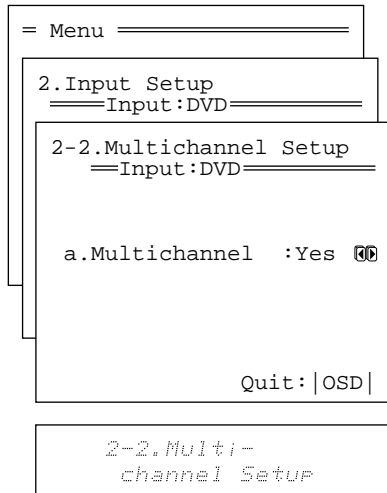 = Menu
2.Input Setup
Input:DVD
2-2.Multichannel Setup
Input:DVD
a.Multichannel :Yes
Quit:|OSD|
2-2.Multi-
channel Setup